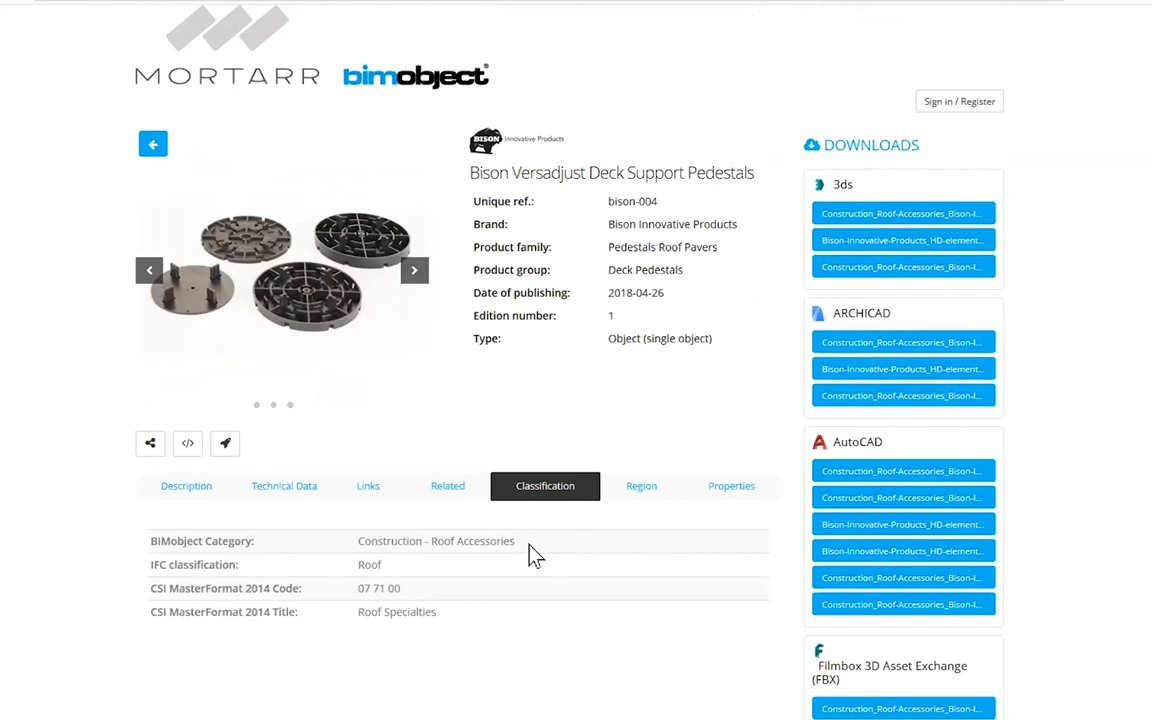 MORTARR bimobject®
Sign in / Register
BISON Innovative Products
Bison Versadjust Deck Support Pedestals
Unique ref.: bison-004
Brand: Bison Innovative Products
Product family: Pedestals Roof Pavers
Product group: Deck Pedestals
Date of publishing: 2018-04-26
Edition number: 1
Type: Object (single object)
Description Technical Data Links Related Classification Region Properties
BIMobject Category: Construction - Roof Accessories
IFC classification: Roof
CSI MasterFormat 2014 Code: 07 71 00
CSI MasterFormat 2014 Title: Roof Specialties
DOWNLOADS
3ds
Construction_Roof-Accessories_Bison-I...
Bison-Innovative-Products_HD-element...
Construction_Roof-Accessories_Bison-I...
ARCHICAD
Construction_Roof-Accessories_Bison-I...
Bison-Innovative-Products_HD-element...
Construction_Roof-Accessories_Bison-I...
AutoCAD
Construction_Roof-Accessories_Bison-I...
Construction_Roof-Accessories_Bison-I...
Bison-Innovative-Products_HD-element...
Bison-Innovative-Products_HD-element...
Construction_Roof-Accessories_Bison-I...
Construction_Roof-Accessories_Bison-I...
Filmbox 3D Asset Exchange
(FBX)
Construction_Roof-Accessories_Bison-I...